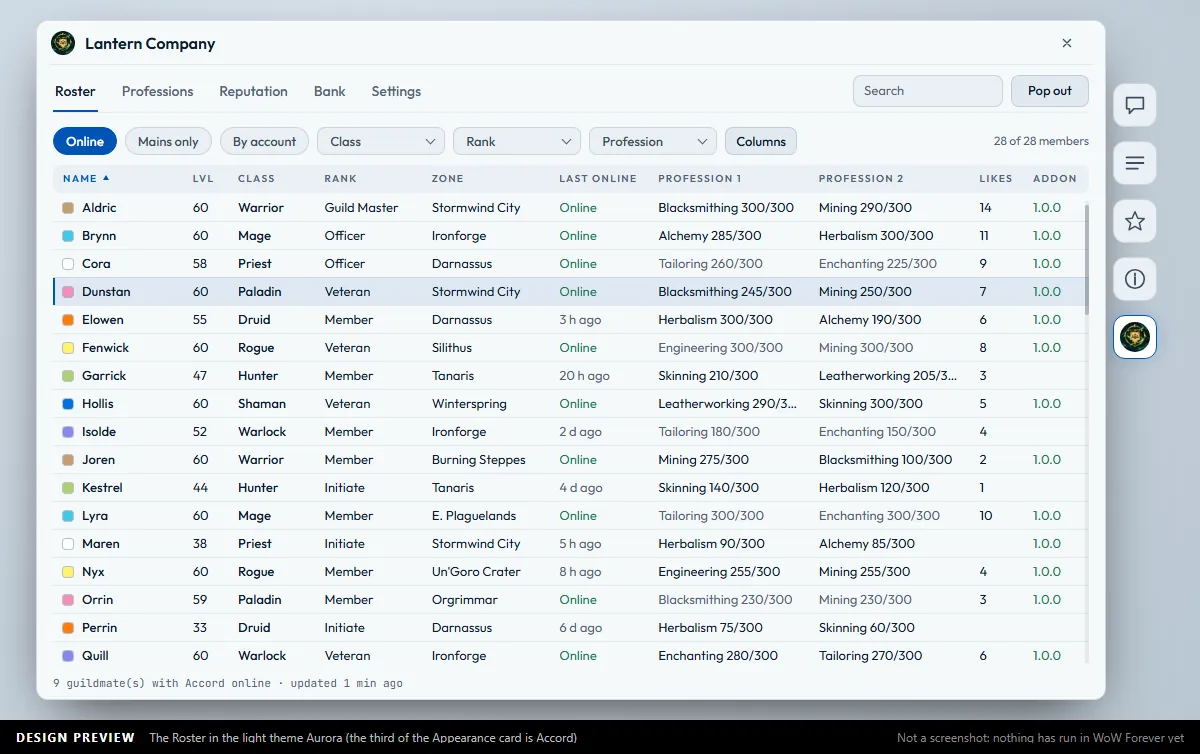 Lantern Company
Roster Professions Reputation Bank Settings Search Pop out
Online Mains only By account Class Rank Profession Columns 28 of 28 members
NAME LVL CLASS RANK ZONE LAST ONLINE PROFESSION 1 PROFESSION 2 LIKES ADDON
Aldric 60 Warrior Guild Master Stormwind City Online Blacksmithing 300/300 Mining 290/300 14 1.0.0
Brynn 60 Mage Officer Ironforge Online Alchemy 285/300 Herbalism 300/300 11 1.0.0
Cora 58 Priest Officer Darnassus Online Tailoring 260/300 Enchanting 225/300 9 1.0.0
Dunstan 60 Paladin Veteran Stormwind City Online Blacksmithing 245/300 Mining 250/300 7 1.0.0
Elowen 55 Druid Member Darnassus 3 h ago Herbalism 300/300 Alchemy 190/300 6 1.0.0
Fenwick 60 Rogue Veteran Silithus Online Engineering 300/300 Mining 300/300 8 1.0.0
Garrick 47 Hunter Member Tanaris 20 h ago Skinning 210/300 Leatherworking 205/3... 3
Hollis 60 Shaman Veteran Winterspring Online Leatherworking 290/3... Skinning 300/300 5 1.0.0
Isolde 52 Warlock Member Ironforge 2 d ago Tailoring 180/300 Enchanting 150/300 4
Joren 60 Warrior Member Burning Steppes Online Mining 275/300 Blacksmithing 100/300 2 1.0.0
Kestrel 44 Hunter Initiate Tanaris 4 d ago Skinning 140/300 Herbalism 120/300 1
Lyra 60 Mage Member E. Plaguelands Online Tailoring 300/300 Enchanting 300/300 10 1.0.0
Maren 38 Priest Initiate Stormwind City 5 h ago Herbalism 90/300 Alchemy 85/300 1.0.0
Nyx 60 Rogue Member Un'Goro Crater 8 h ago Engineering 255/300 Mining 255/300 4 1.0.0
Orrin 59 Paladin Member Orgrimmar Online Blacksmithing 230/300 Mining 230/300 3 1.0.0
Perrin 33 Druid Initiate Darnassus 6 d ago Herbalism 75/300 Skinning 60/300
Quill 60 Warlock Veteran Ironforge Online Enchanting 280/300 Tailoring 270/300 6 1.0.0
9 guildmate(s) with Accord online · updated 1 min ago
DESIGN PREVIEW The Roster in the light theme Aurora (the third of the Appearance card is Accord) Not a screenshot: nothing has run in WoW Forever yet